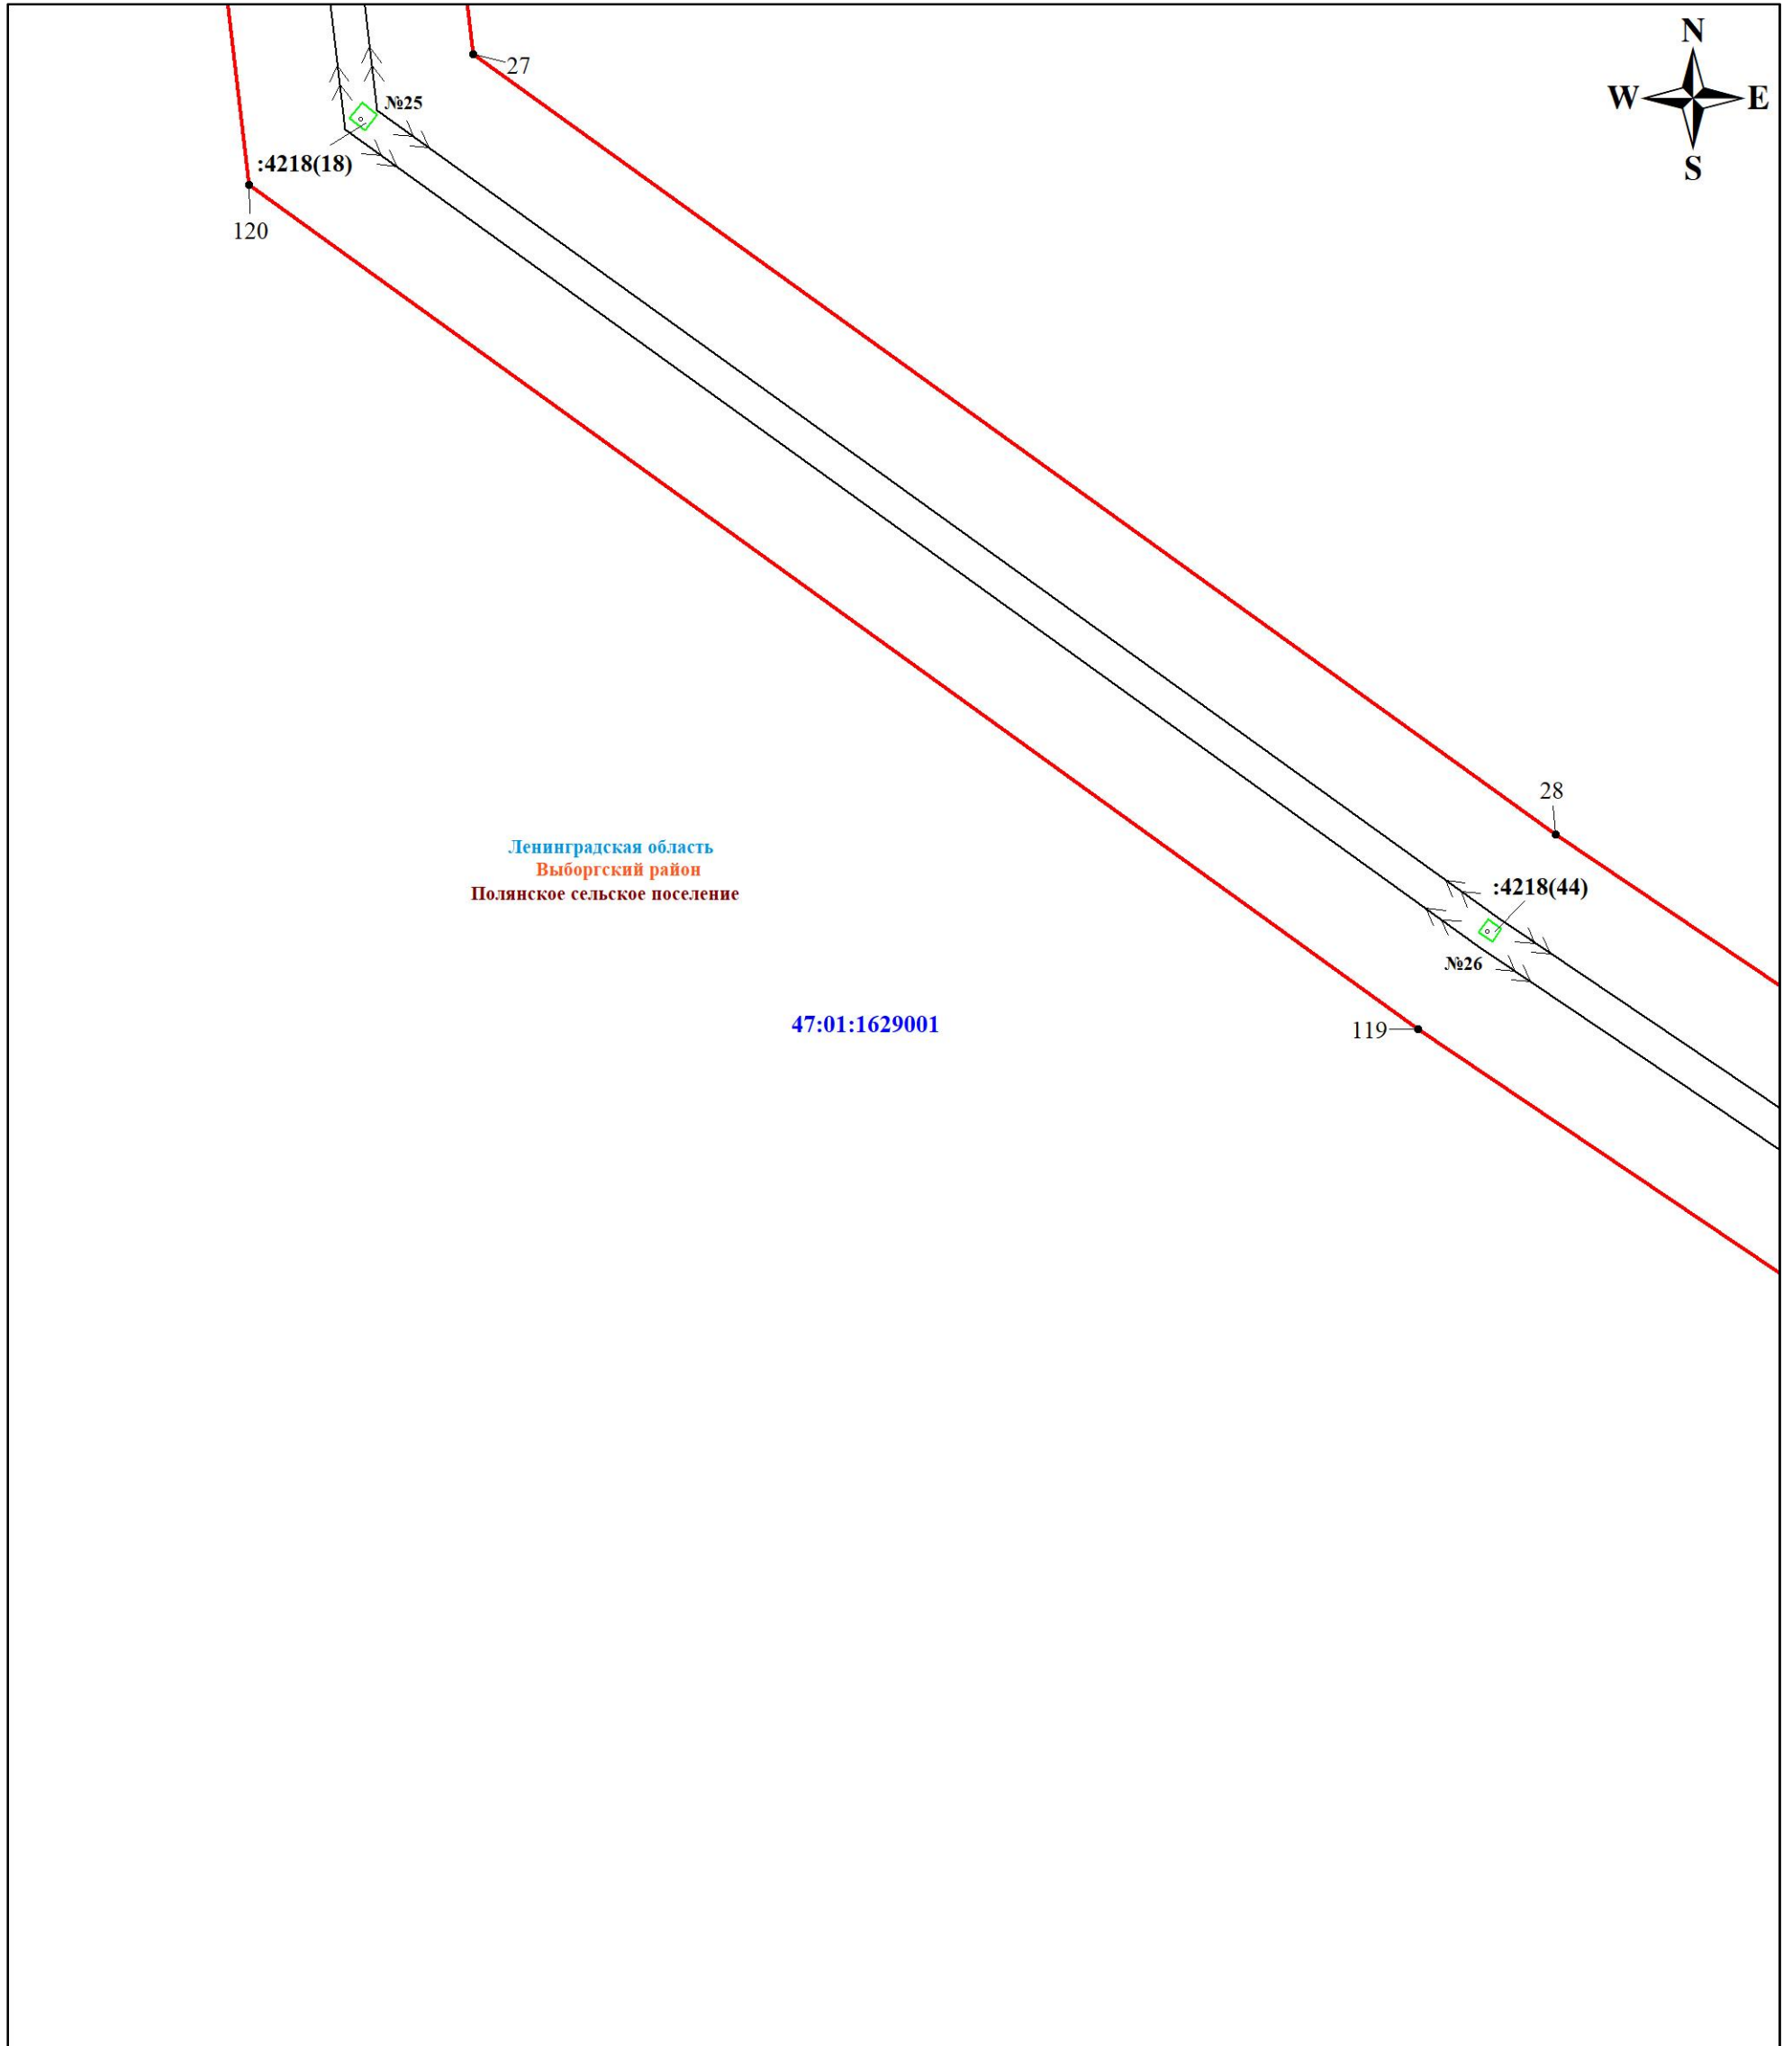 N
27
W E
№25
:4218(18)
S
120
28
Ленинградская область
Выборгский район
:4218(44)
Полянское сельское поселение
№26
47:01:1629001
119